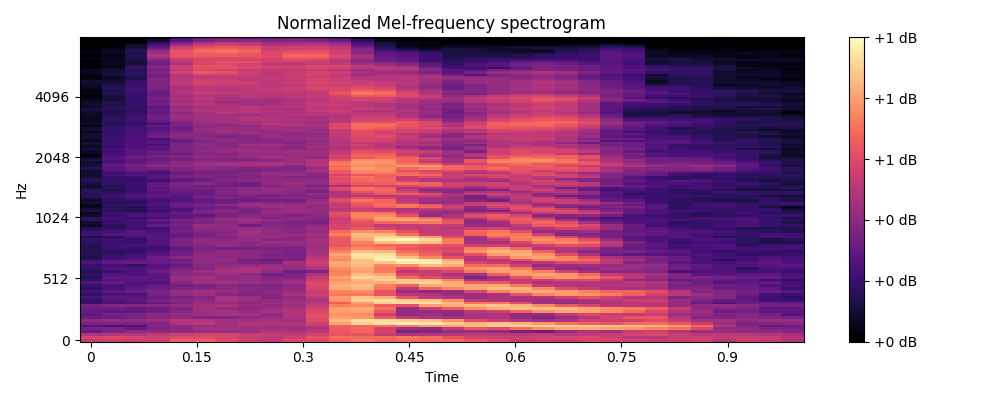 Normalized Mel-frequency spectrogram
Hz
4096
2048
1024
512
0
0 0.15 0.3 0.45 0.6 0.75 0.9
Time
+1 dB
+1 dB
+1 dB
+0 dB
+0 dB
+0 dB